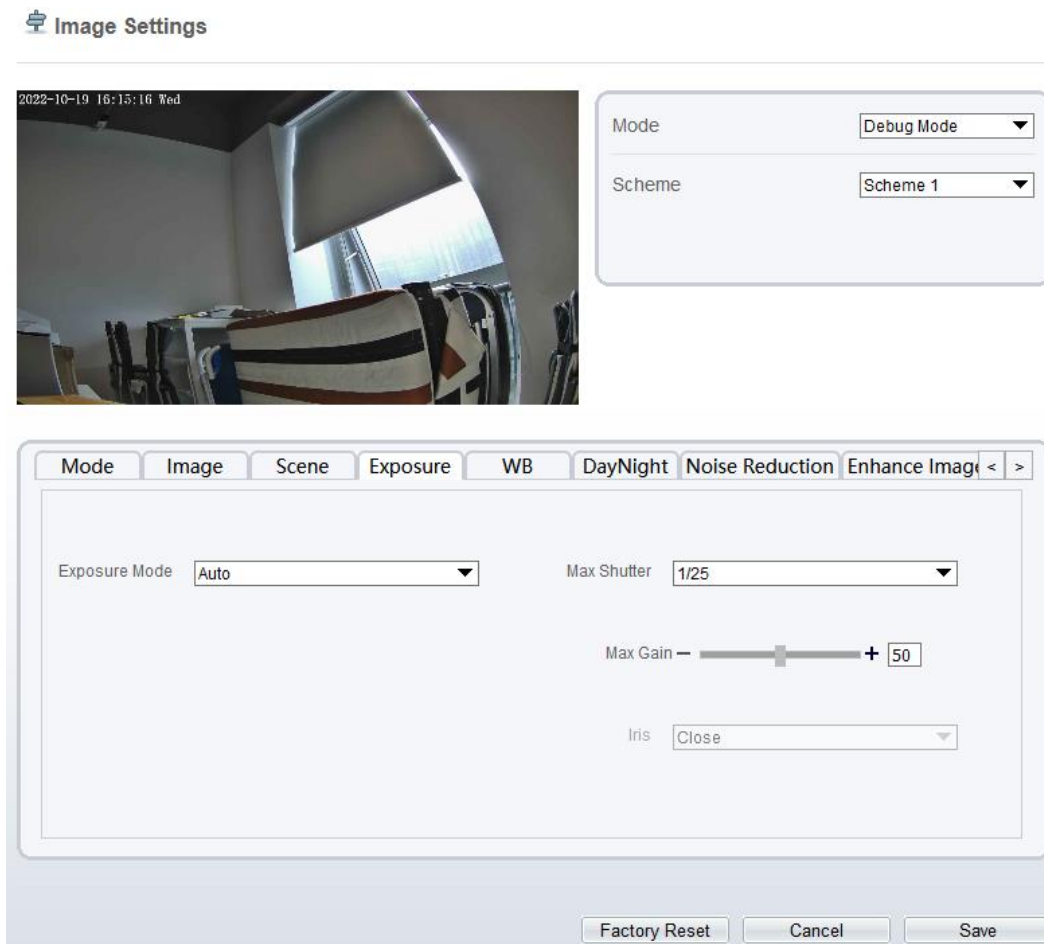 Image Settings
2022-10-19 16:15:16 Wed
Mode Debug Mode
Scheme Scheme 1
Mode Image Scene Exposure WB DayNight Noise Reduction Enhance Image < >
Exposure Mode Auto Max Shutter 1/25
Max Gain − + 50
Iris Close
Factory Reset Cancel Save